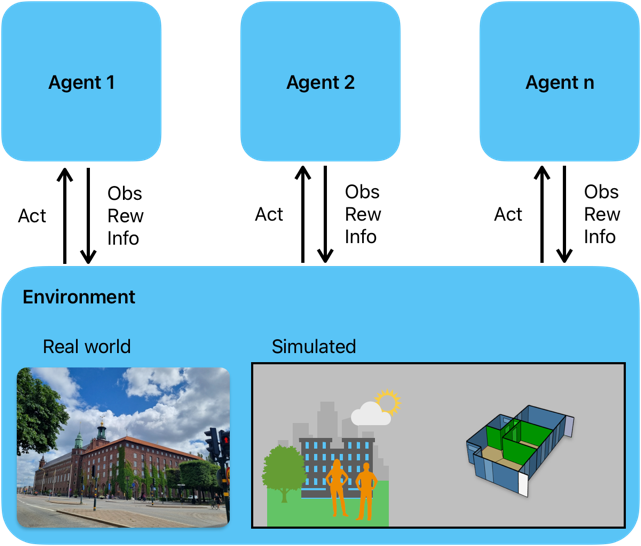 Agent 1
Agent 2
Agent n
Act
Obs
Rew
Info
Act
Obs
Rew
Info
Act
Obs
Rew
Info
Environment
Real world
Simulated